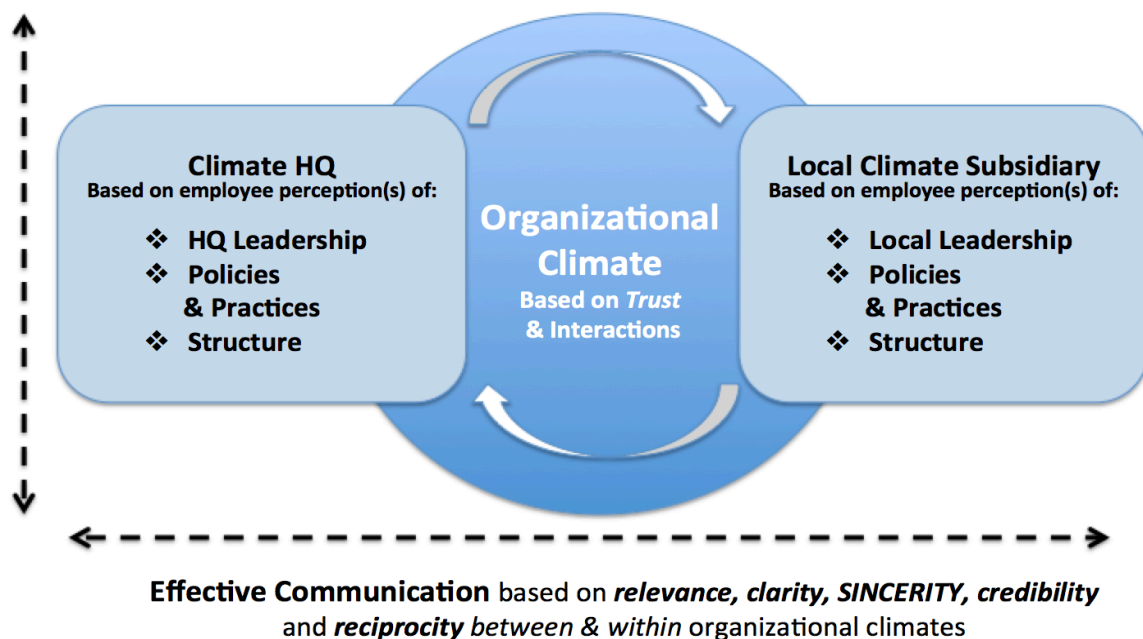 Climate HQ
Based on employee perception(s) of:
❖ HQ Leadership
❖ Policies
& Practices
❖ Structure
Organizational
Climate
Based on Trust
& Interactions
Local Climate Subsidiary
Based on employee perception(s) of:
❖ Local Leadership
❖ Policies
& Practices
❖ Structure
Effective Communication based on relevance, clarity, SINCERITY, credibility
and reciprocity between & within organizational climates